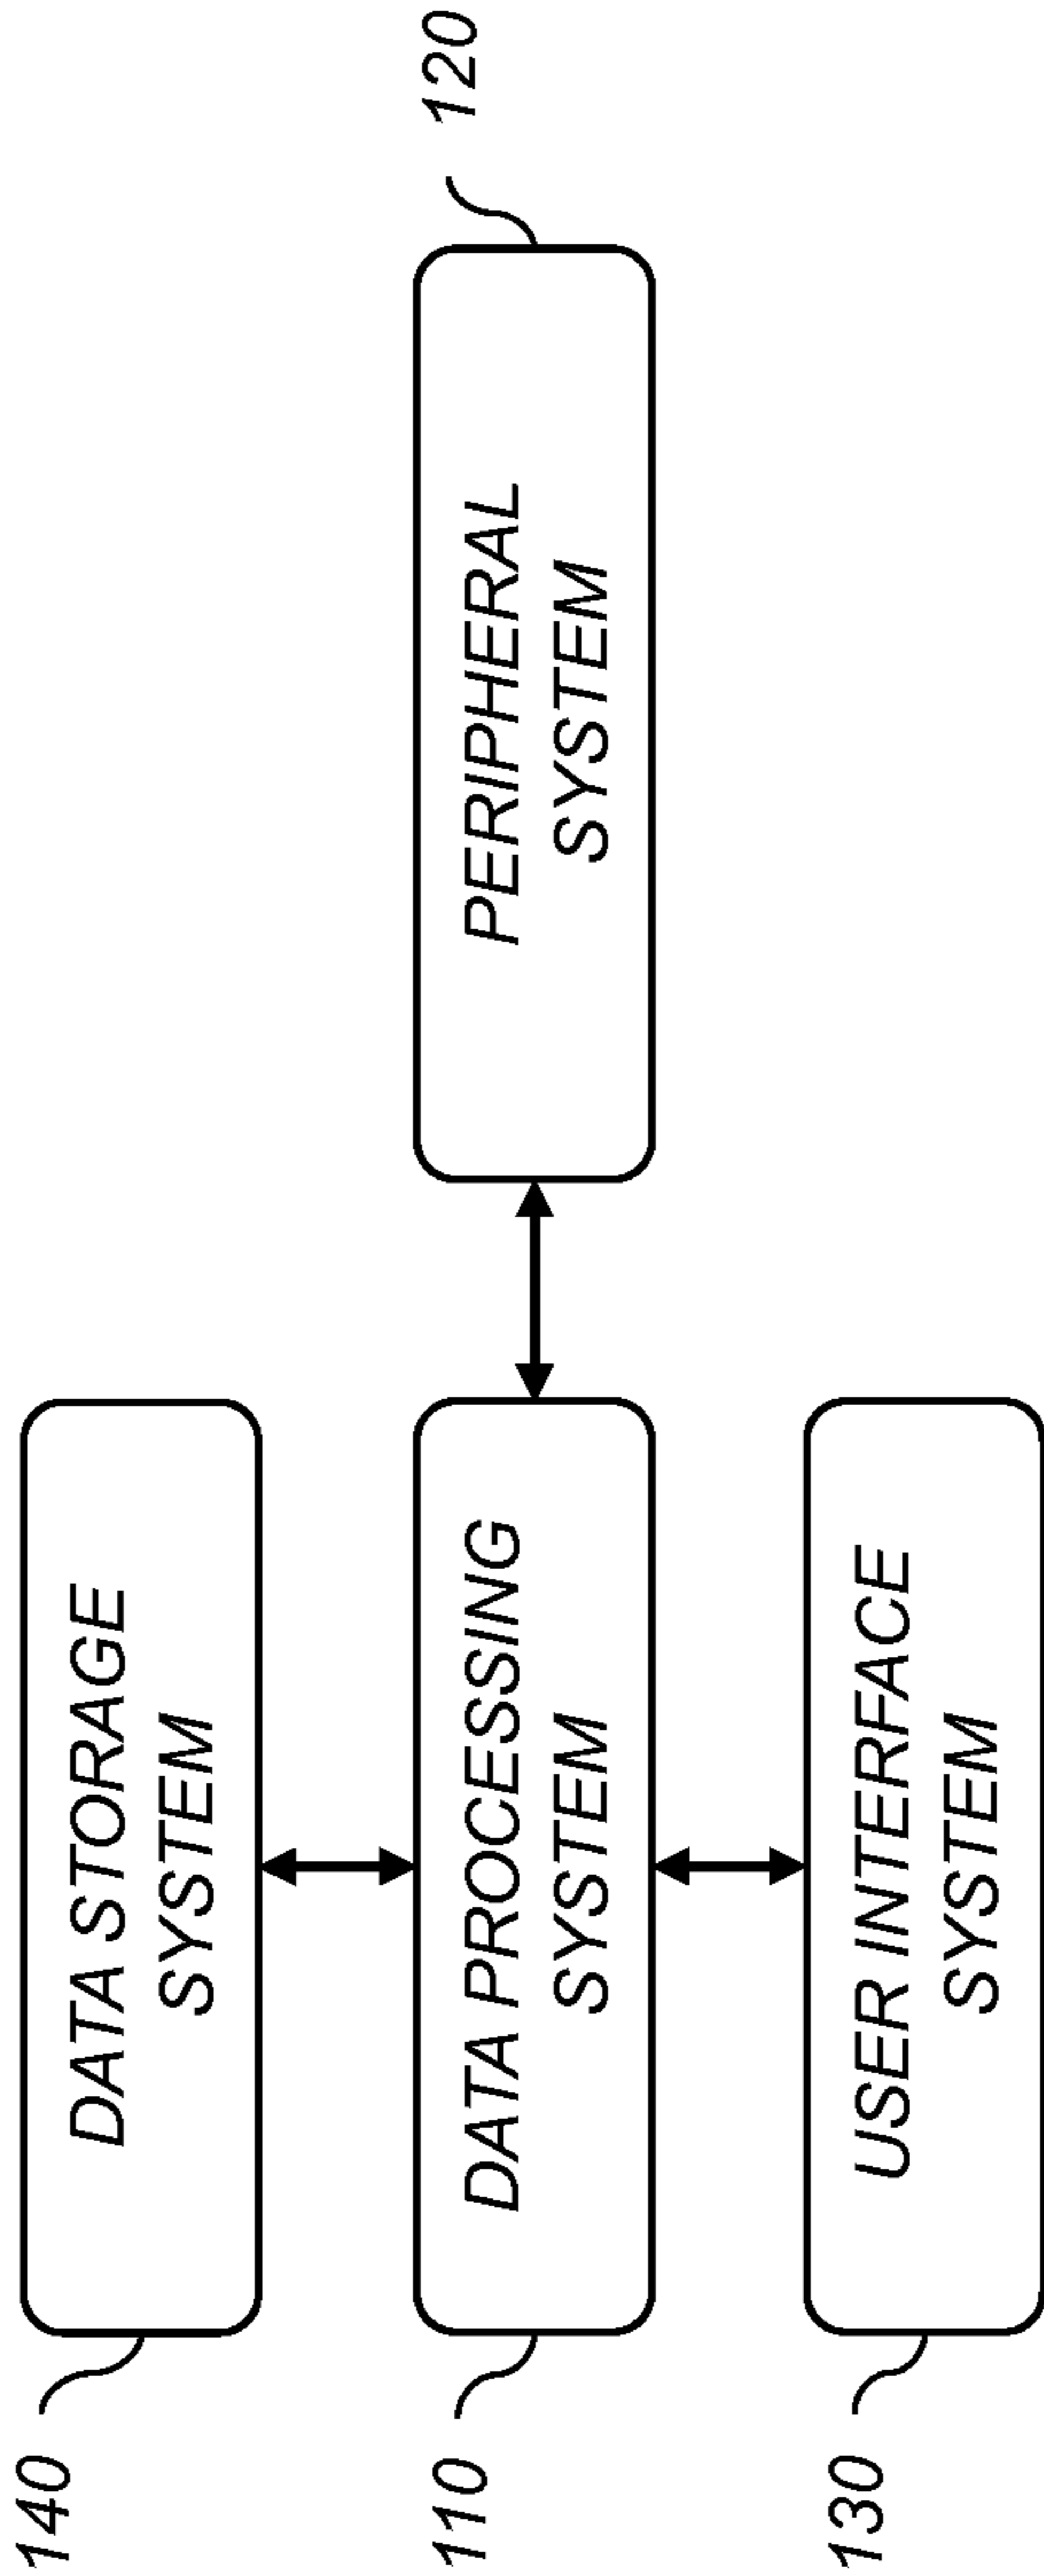 140
DATA STORAGE
SYSTEM
110
DATA PROCESSING
SYSTEM
PERIPHERAL
SYSTEM
120
130
USER INTERFACE
SYSTEM